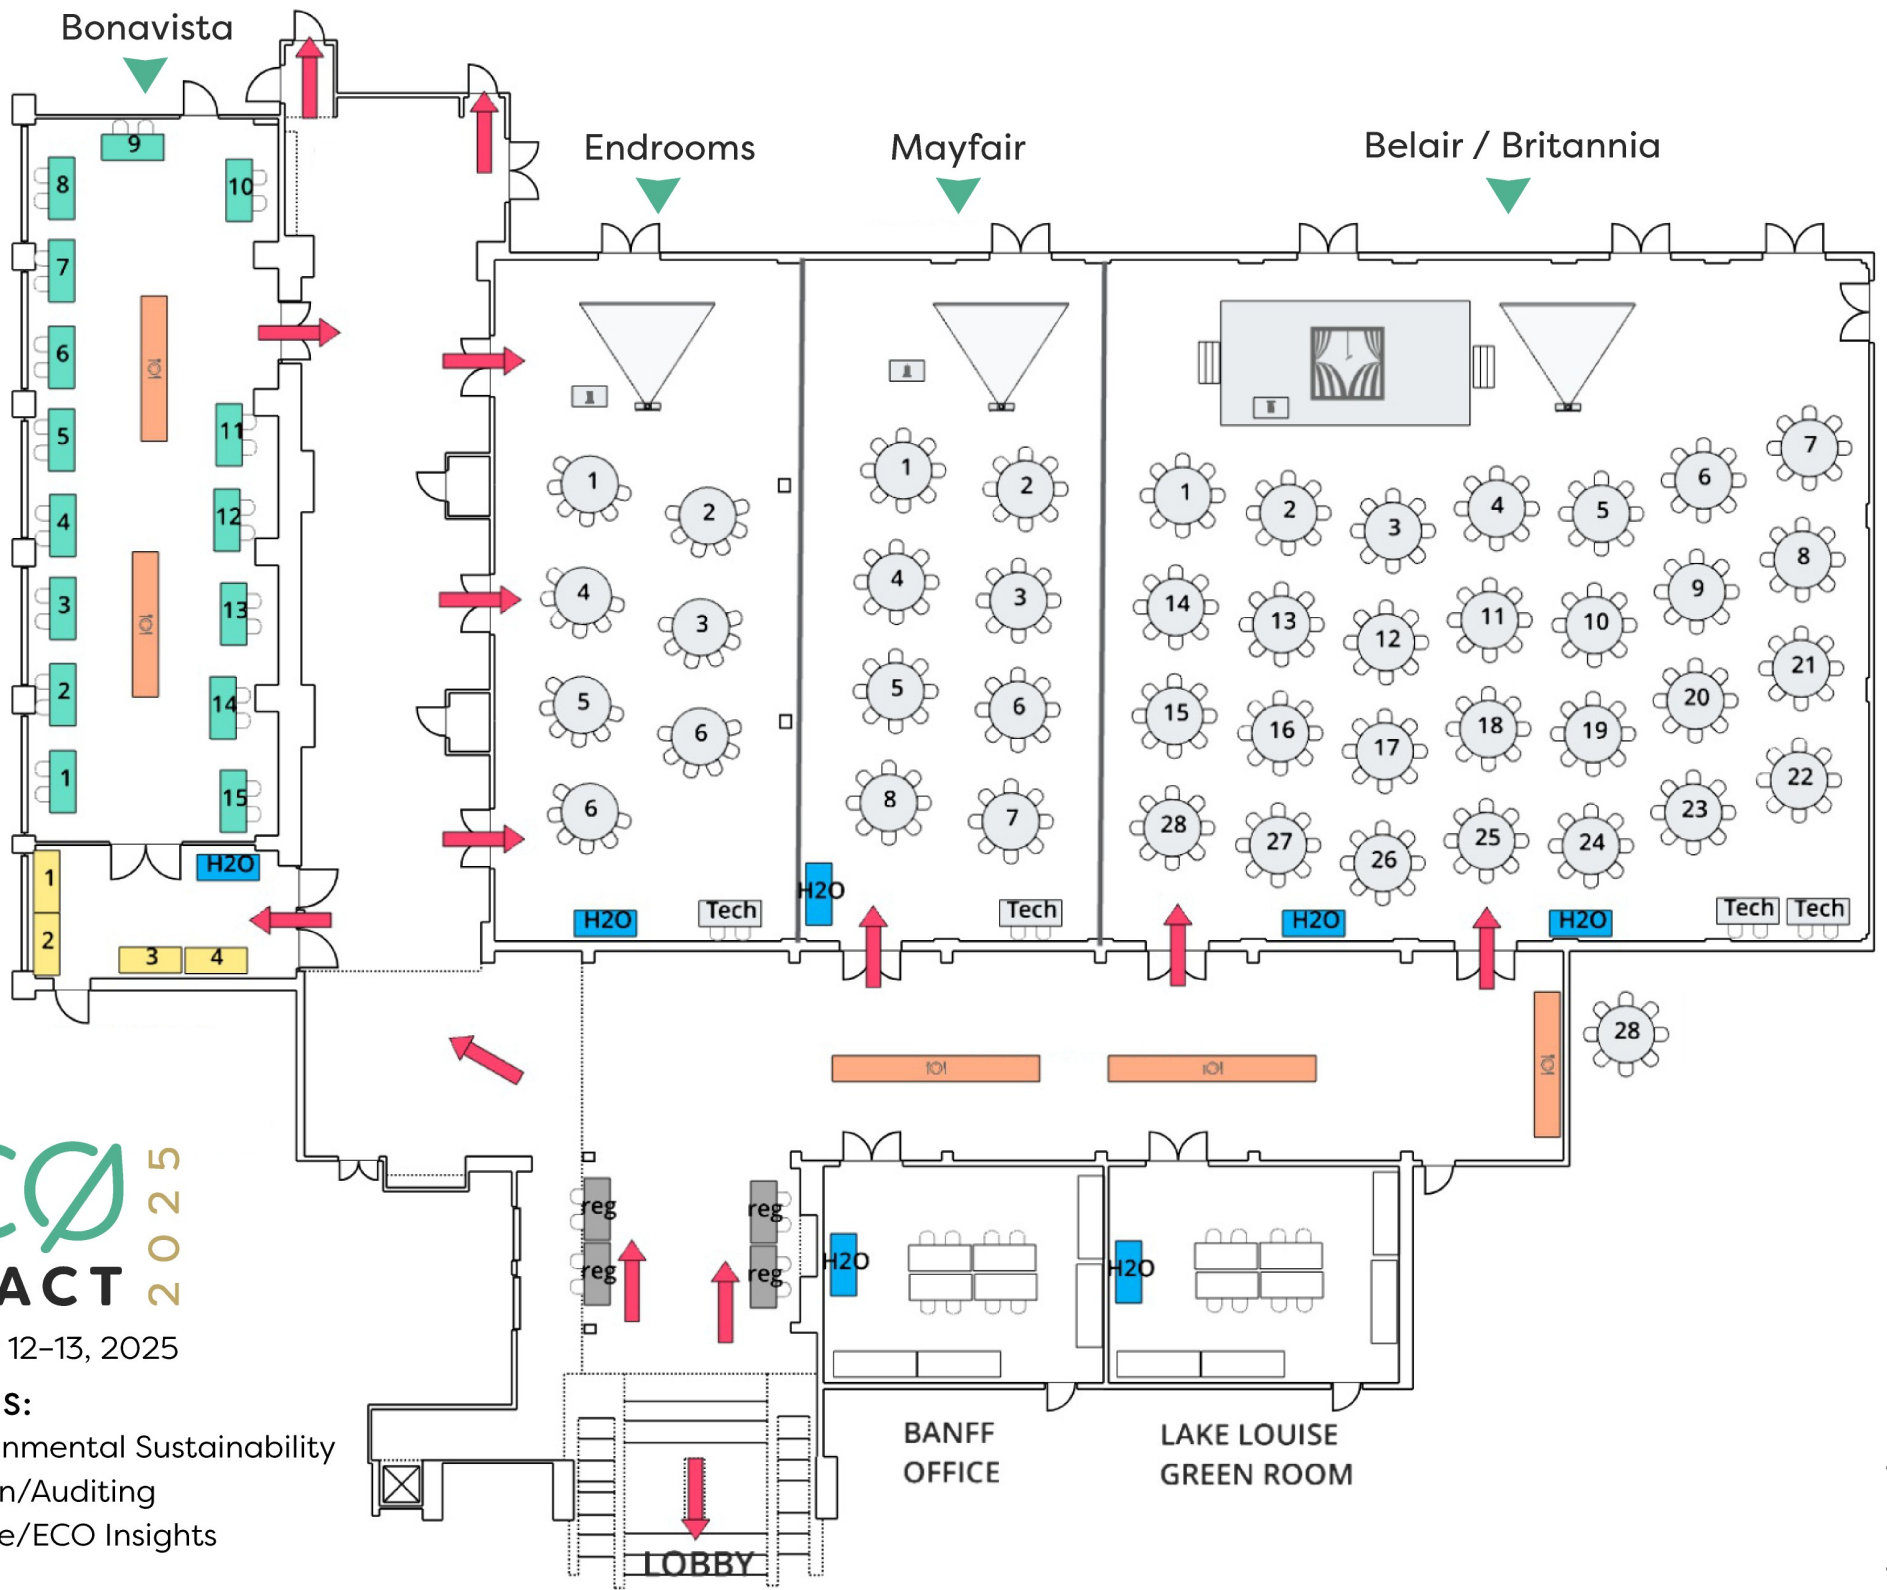 Bonavista
Endrooms
Mayfair
Belair / Britannia
9
8
10
7
6
5
11
4
12
3
13
2
14
1
15
H2O
1
2
3
4
1
2
4
3
5
6
6
H2O
Tech
1
2
4
3
5
6
8
7
H2O
Tech
1
2
3
4
5
6
7
14
13
12
11
10
9
8
15
16
17
18
19
20
21
28
27
26
25
24
23
22
H2O
H2O
Tech
Tech
28
reg
reg
reg
reg
H2O
H2O
BANFF
OFFICE
LAKE LOUISE
GREEN ROOM
LOBBY
2025
ACT
12–13, 2025
S:
nmental Sustainability
n/Auditing
e/ECO Insights